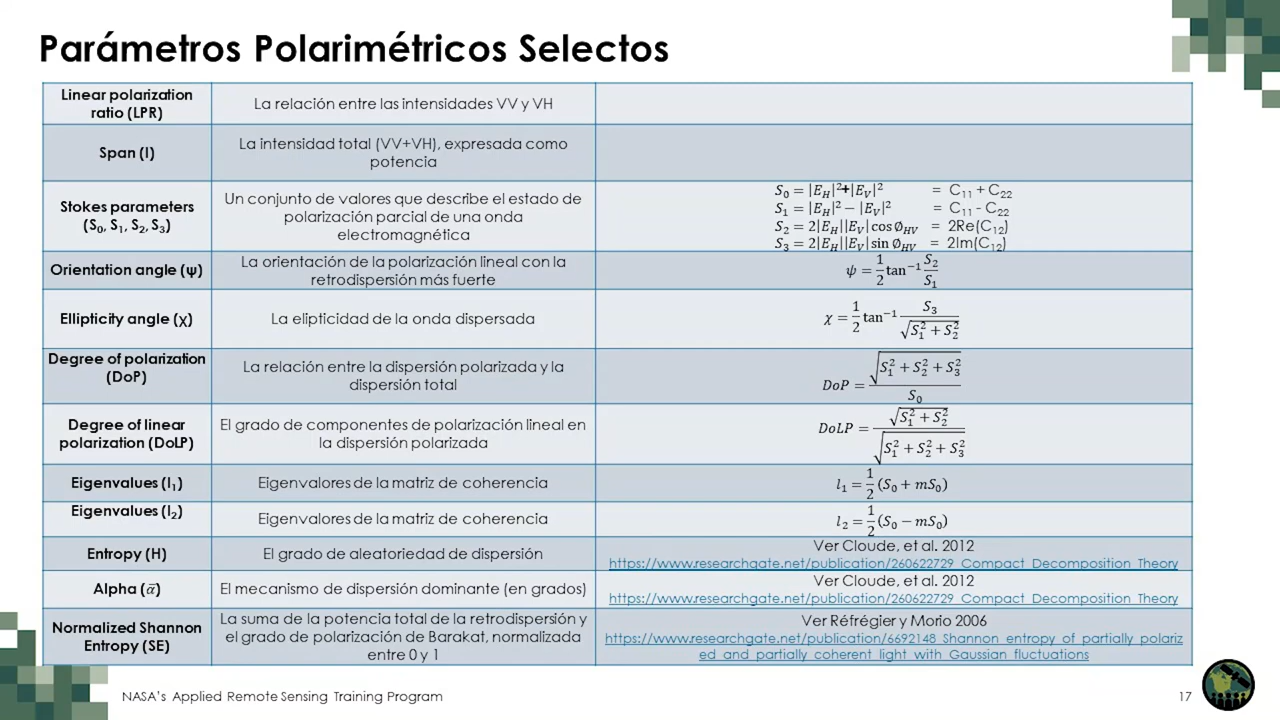 Parámetros Polarimétricos Selectos
Linear polarization
ratio (LPR)
La relación entre las intensidades VV y VH
Span (I)
La intensidad total (VV+VH), expresada como
potencia
Stokes parameters
(S₀, S₁, S₂, S₃)
Un conjunto de valores que describe el estado de
polarización parcial de una onda
electromagnética
S₀ = |E_H|²+|E_V|² = C₁₁ + C₂₂
S₁ = |E_H|² − |E_V|² = C₁₁ - C₂₂
S₂ = 2|E_H||E_V| cos ∅_HV = 2Re(C₁₂)
S₃ = 2|E_H||E_V| sin ∅_HV = 2Im(C₁₂)
Orientation angle (ψ)
La orientación de la polarización lineal con la
retrodispersión más fuerte
ψ = 1/2 tan⁻¹ S₂/S₁
Ellipticity angle (χ)
La elipticidad de la onda dispersada
χ = 1/2 tan⁻¹ S₃/√(S₁² + S₂²)
Degree of polarization
(DoP)
La relación entre la dispersión polarizada y la
dispersión total
DoP = √(S₁² + S₂² + S₃²)/S₀
Degree of linear
polarization (DoLP)
El grado de componentes de polarización lineal en
la dispersión polarizada
DoLP = √(S₁² + S₂²)/√(S₁² + S₂² + S₃²)
Eigenvalues (l₁)
Eigenvalores de la matriz de coherencia
l₁ = 1/2 (S₀ + mS₀)
Eigenvalues (l₂)
Eigenvalores de la matriz de coherencia
l₂ = 1/2 (S₀ − mS₀)
Entropy (H)
El grado de aleatoriedad de dispersión
Ver Cloude, et al. 2012
https://www.researchgate.net/publication/260622729_Compact_Decomposition_Theory
Alpha (ᾱ)
El mecanismo de dispersión dominante (en grados)
Ver Cloude, et al. 2012
https://www.researchgate.net/publication/260622729_Compact_Decomposition_Theory
Normalized Shannon
Entropy (SE)
La suma de la potencia total de la retrodispersión y
el grado de polarización de Barakat, normalizada
entre 0 y 1
Ver Réfrégier y Morio 2006
https://www.researchgate.net/publication/6692148_Shannon_entropy_of_partially_polariz
ed_and_partially_coherent_light_with_Gaussian_fluctuations
NASA's Applied Remote Sensing Training Program
17